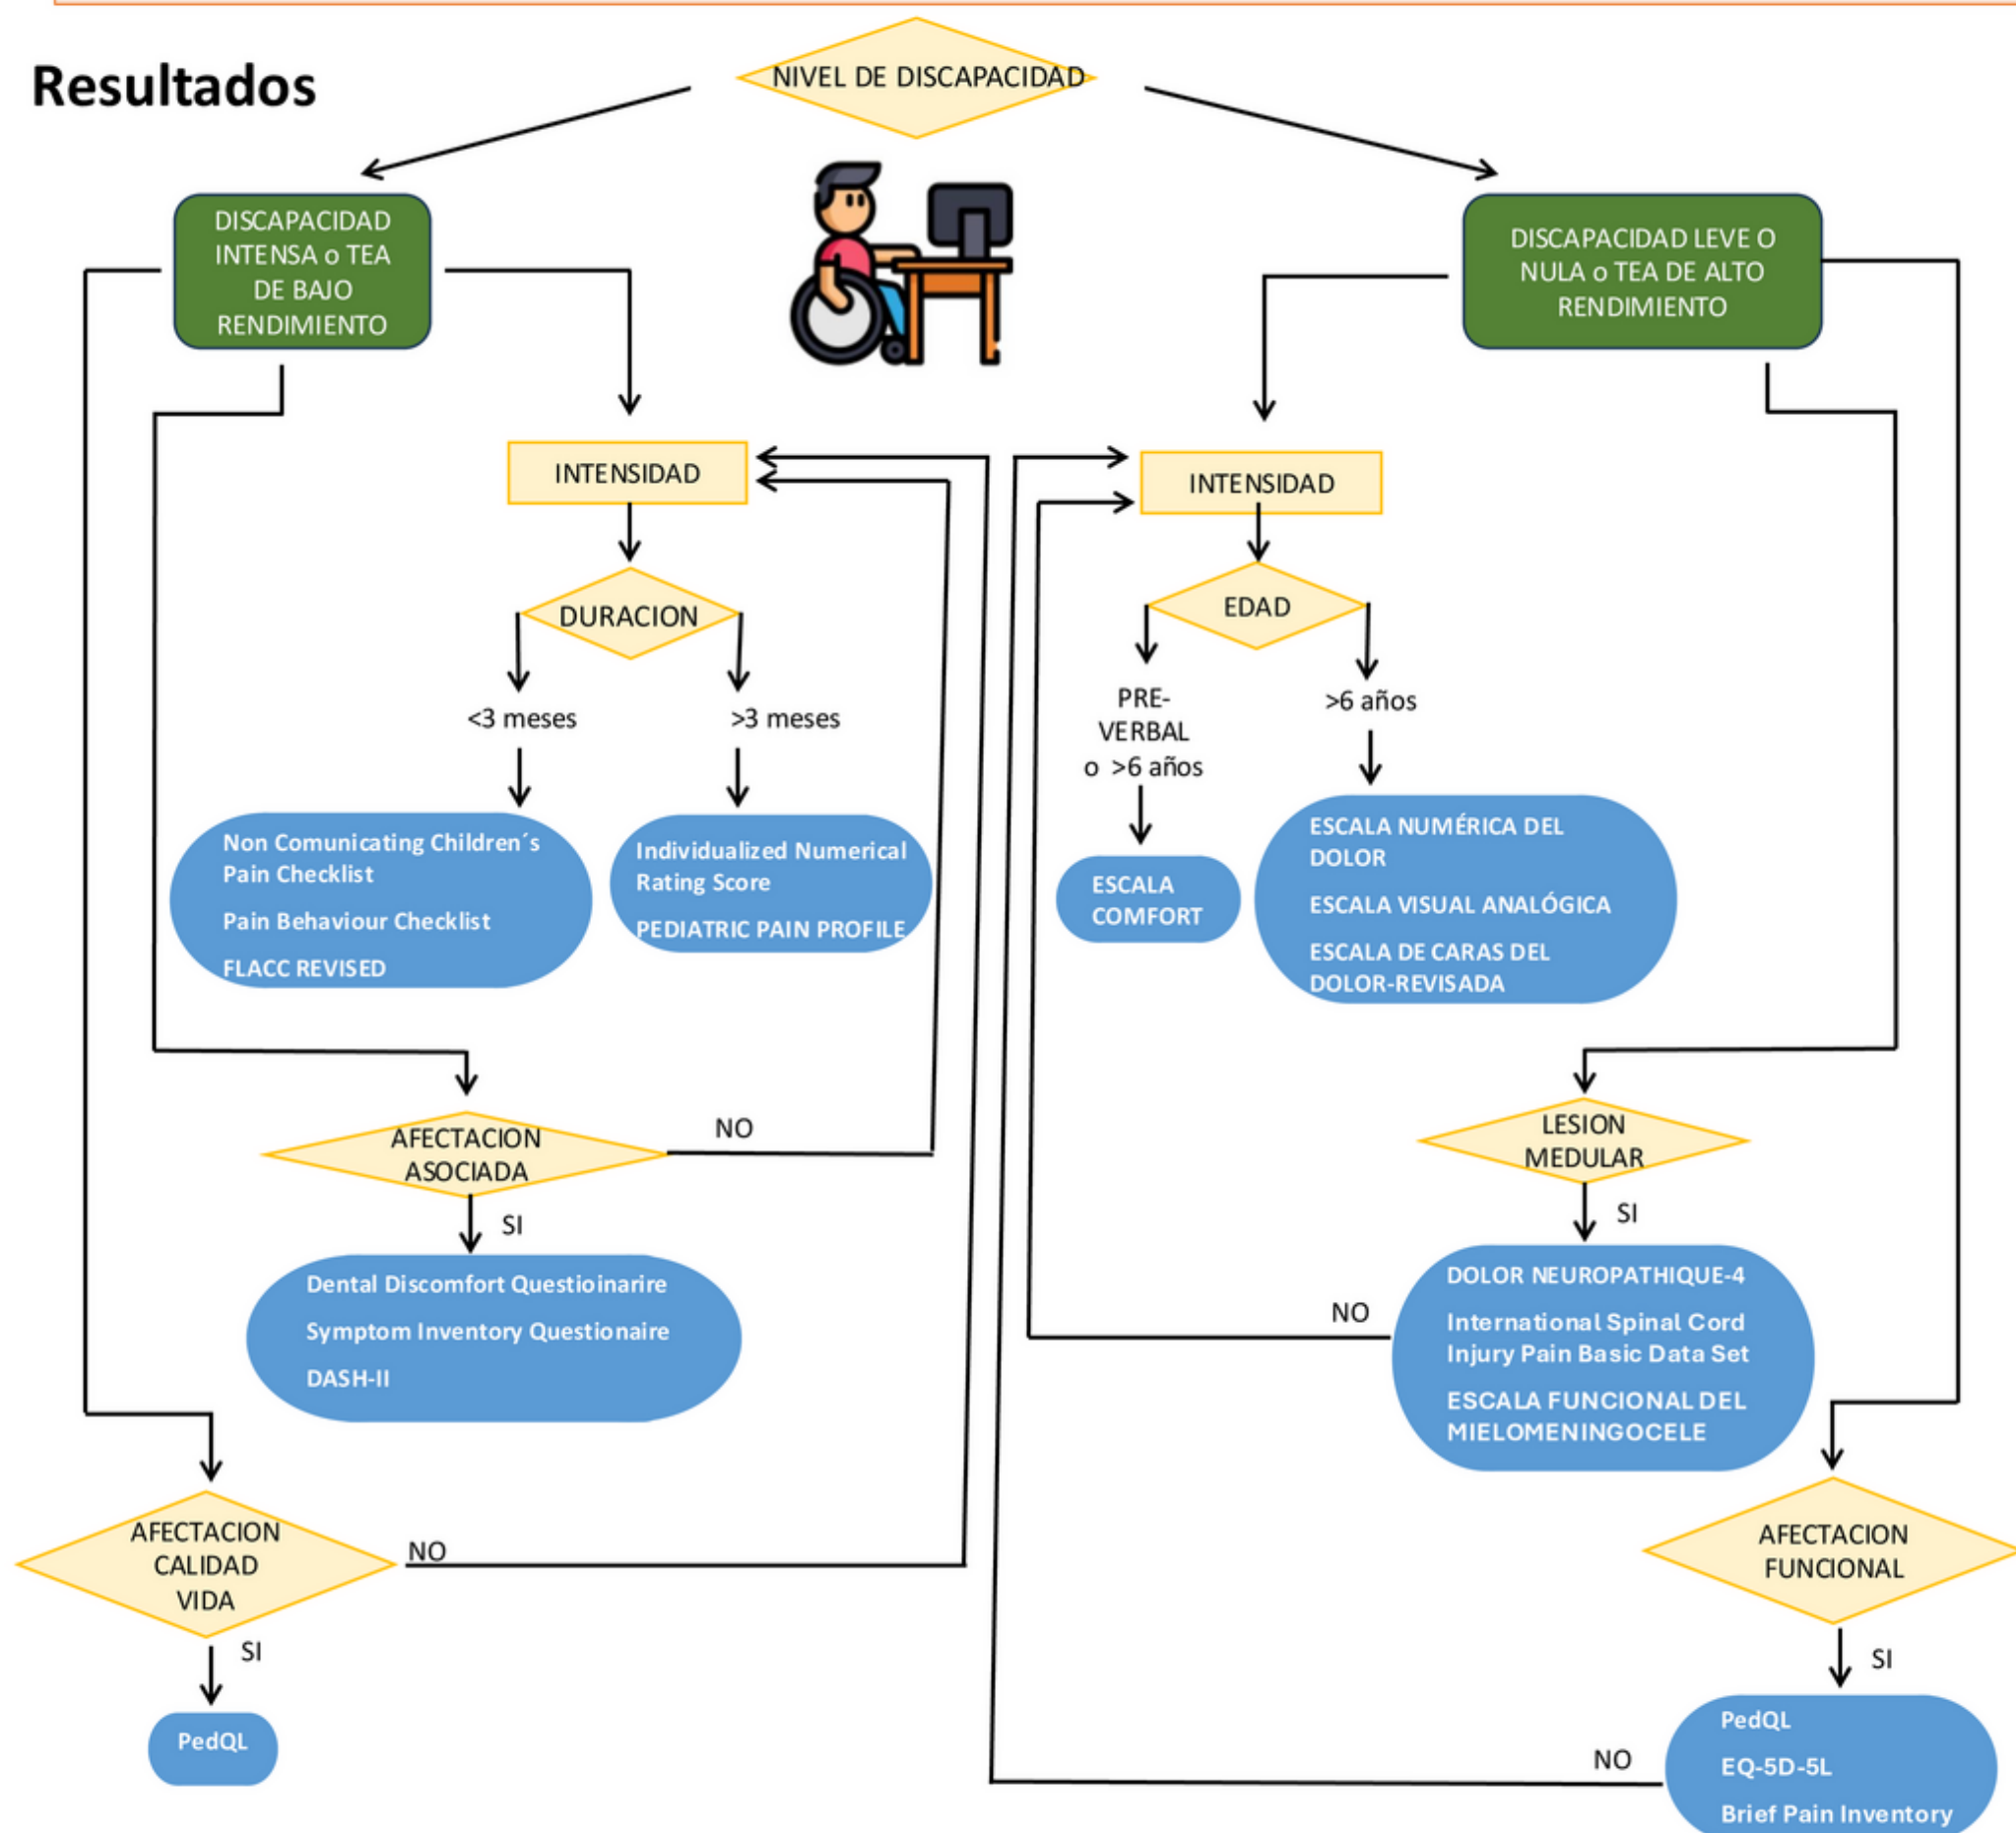 Resultados
NIVEL DE DISCAPACIDAD
DISCAPACIDAD
INTENSA o TEA
DE BAJO
RENDIMIENTO
DISCAPACIDAD LEVE O
NULA o TEA DE ALTO
RENDIMIENTO
INTENSIDAD
INTENSIDAD
DURACION
EDAD
<3 meses
>3 meses
PRE-
VERBAL
o >6 años
>6 años
Non Comunicating Children´s
Pain Checklist
Pain Behaviour Checklist
FLACC REVISED
Individualized Numerical
Rating Score
PEDIATRIC PAIN PROFILE
ESCALA
COMFORT
ESCALA NUMÉRICA DEL
DOLOR
ESCALA VISUAL ANALÓGICA
ESCALA DE CARAS DEL
DOLOR-REVISADA
AFECTACION
ASOCIADA
NO
SI
LESION
MEDULAR
SI
Dental Discomfort Questioinarire
Symptom Inventory Questionaire
DASH-II
NO
DOLOR NEUROPATHIQUE-4
International Spinal Cord
Injury Pain Basic Data Set
ESCALA FUNCIONAL DEL
MIELOMENINGOCELE
AFECTACION
CALIDAD
VIDA
NO
SI
AFECTACION
FUNCIONAL
SI
PedQL
NO
PedQL
EQ-5D-5L
Brief Pain Inventory